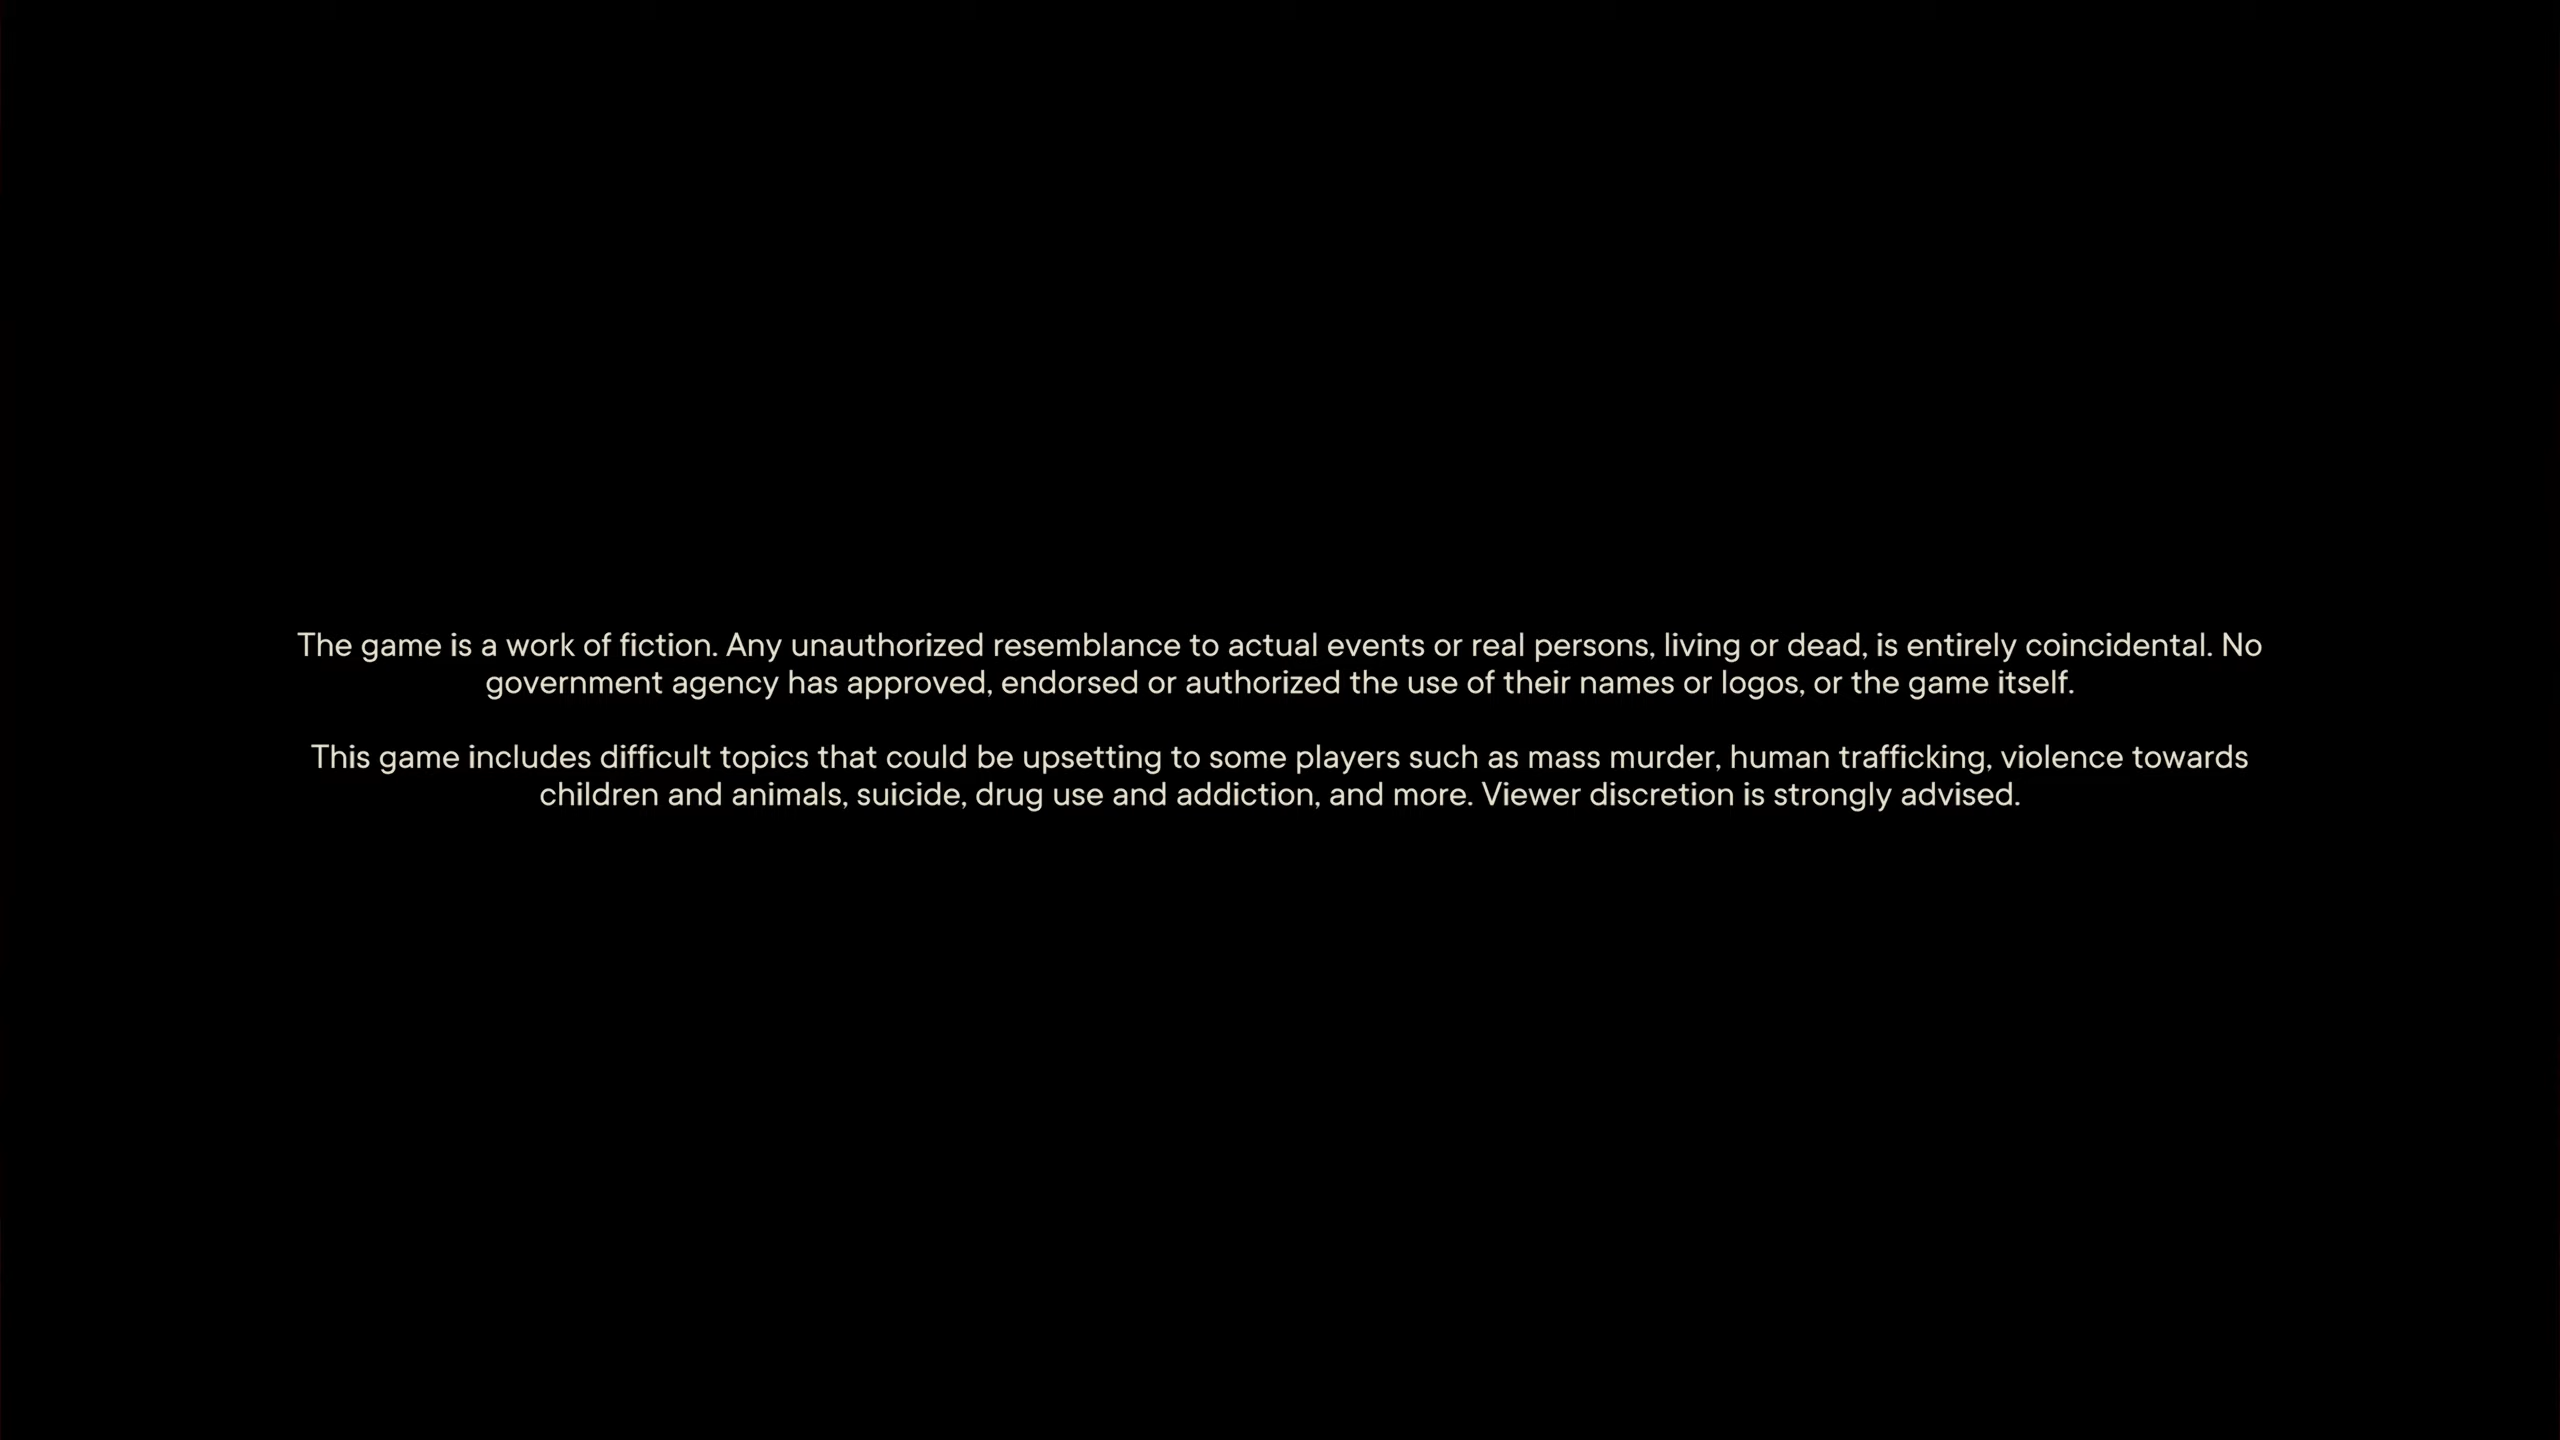 The game is a work of fiction. Any unauthorized resemblance to actual events or real persons, living or dead, is entirely coincidental. No
government agency has approved, endorsed or authorized the use of their names or logos, or the game itself.
This game includes difficult topics that could be upsetting to some players such as mass murder, human trafficking, violence towards
children and animals, suicide, drug use and addiction, and more. Viewer discretion is strongly advised.